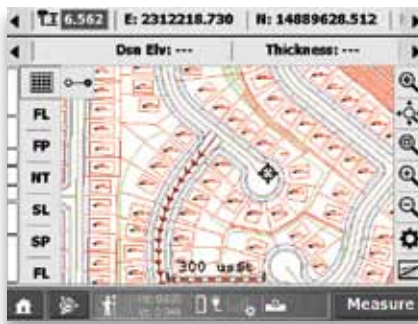 6.562 E: 2312218.730 N: 14889628.512
Dsn Elv: --- Thickness: ---
FL
FP
NT
SL
SP
FL
300 usft
Measure